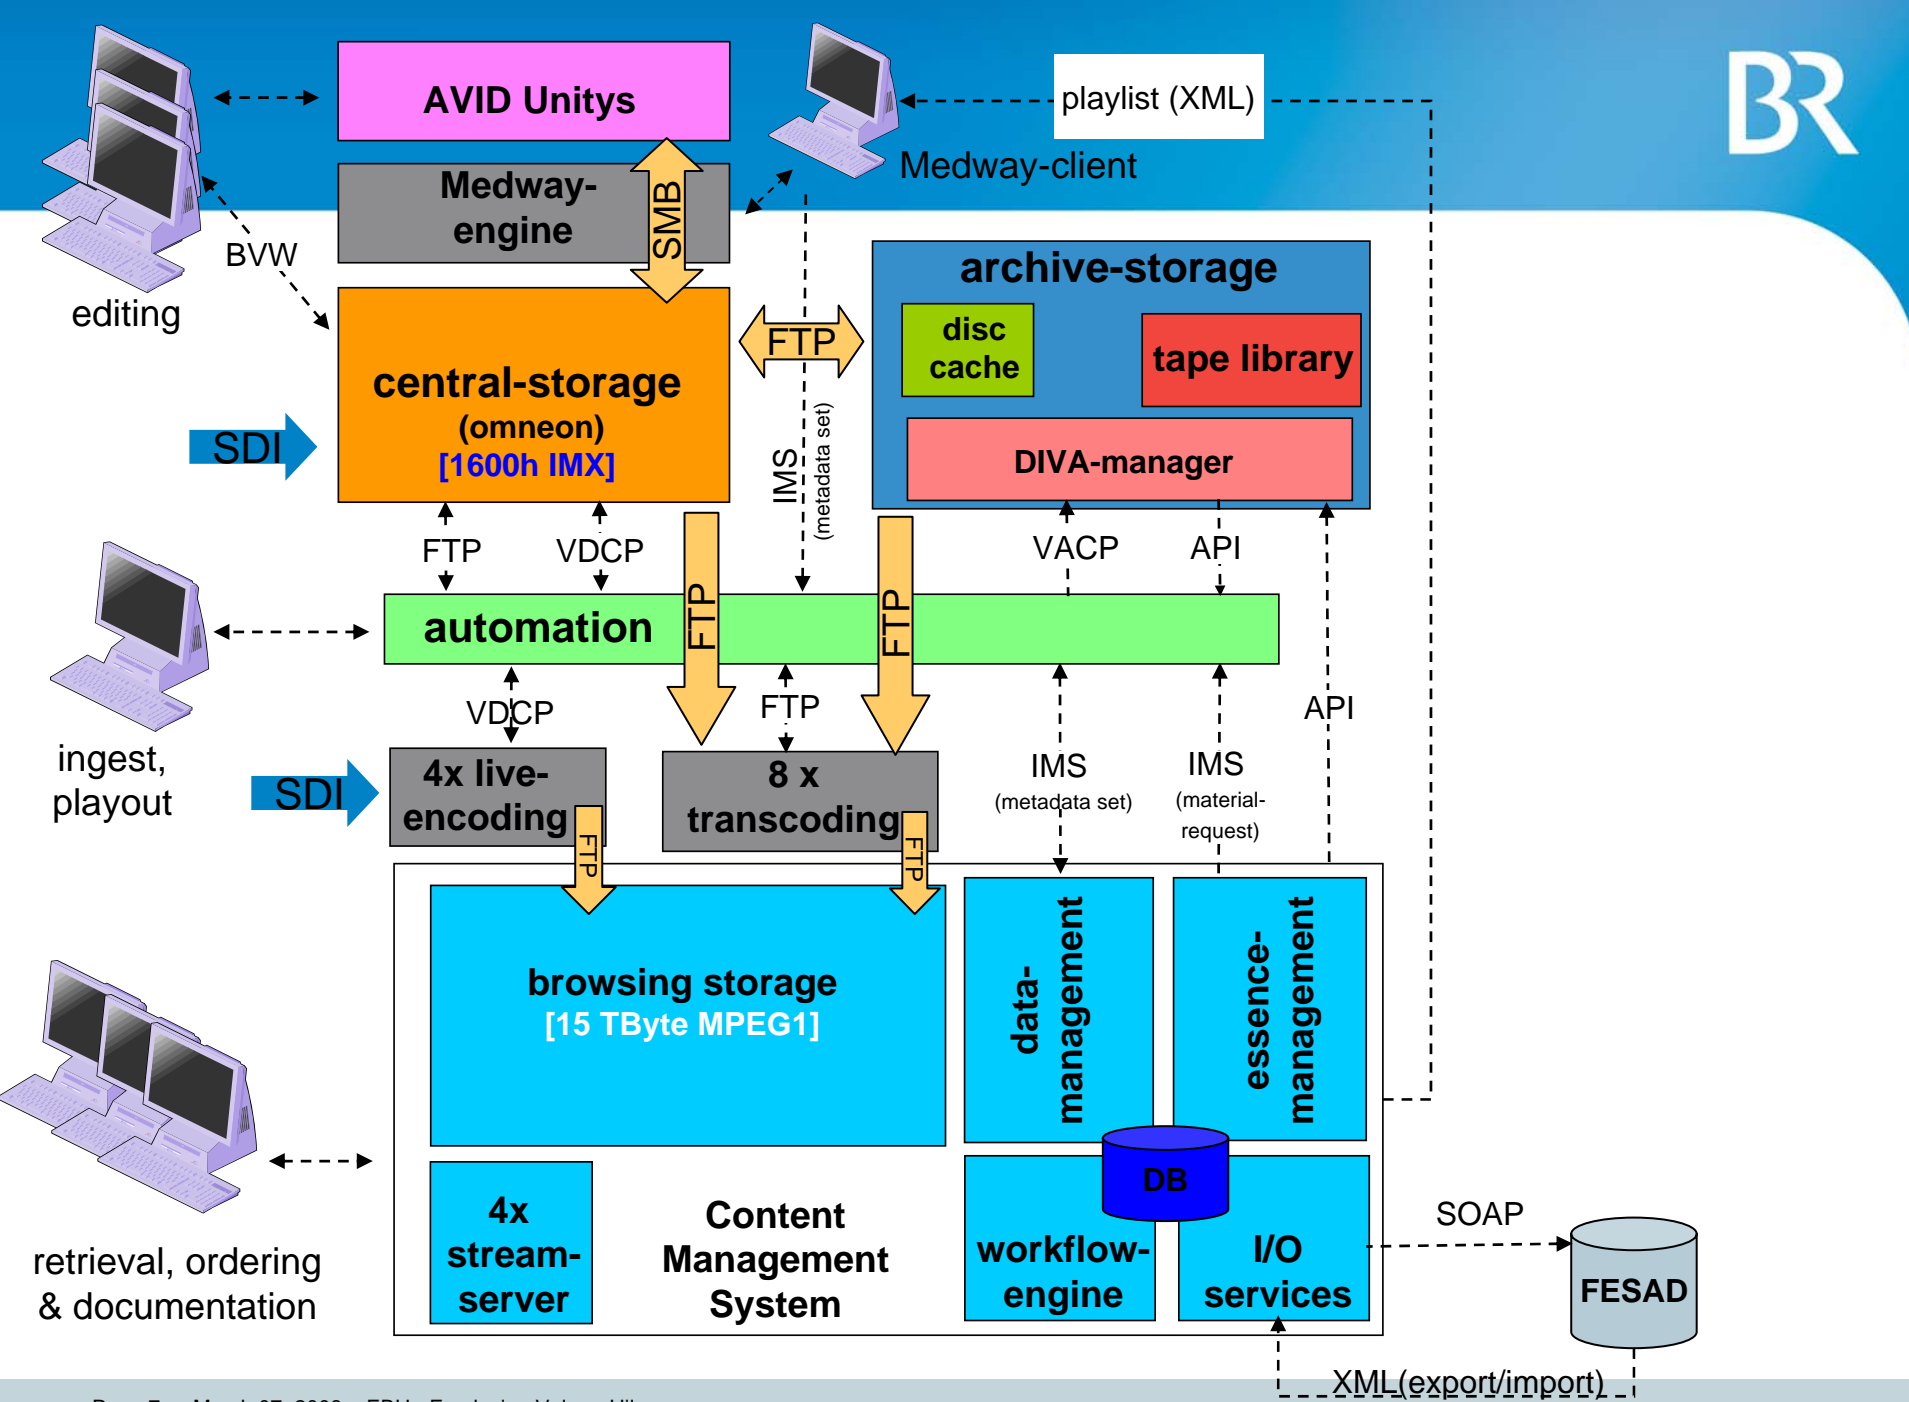 AVID Unitys
playlist (XML)
BR
Medway-client
Medway-
engine
SMB
BVW
editing
archive-storage
disc
cache
tape library
FTP
central-storage
(omneon)
[1600h IMX]
SDI
IMS
(metadata set)
DIVA-manager
FTP
VDCP
VACP
API
FTP
FTP
automation
VDCP
FTP
API
ingest,
playout
SDI
4x live-
encoding
8 x
transcoding
IMS
(metadata set)
IMS
(material-
request)
FTP
FTP
browsing storage
[15 TByte MPEG1]
data-
management
essence-
management
DB
4x
stream-
server
Content
Management
System
workflow-
engine
I/O
services
SOAP
FESAD
retrieval, ordering
& documentation
XML(export/import)